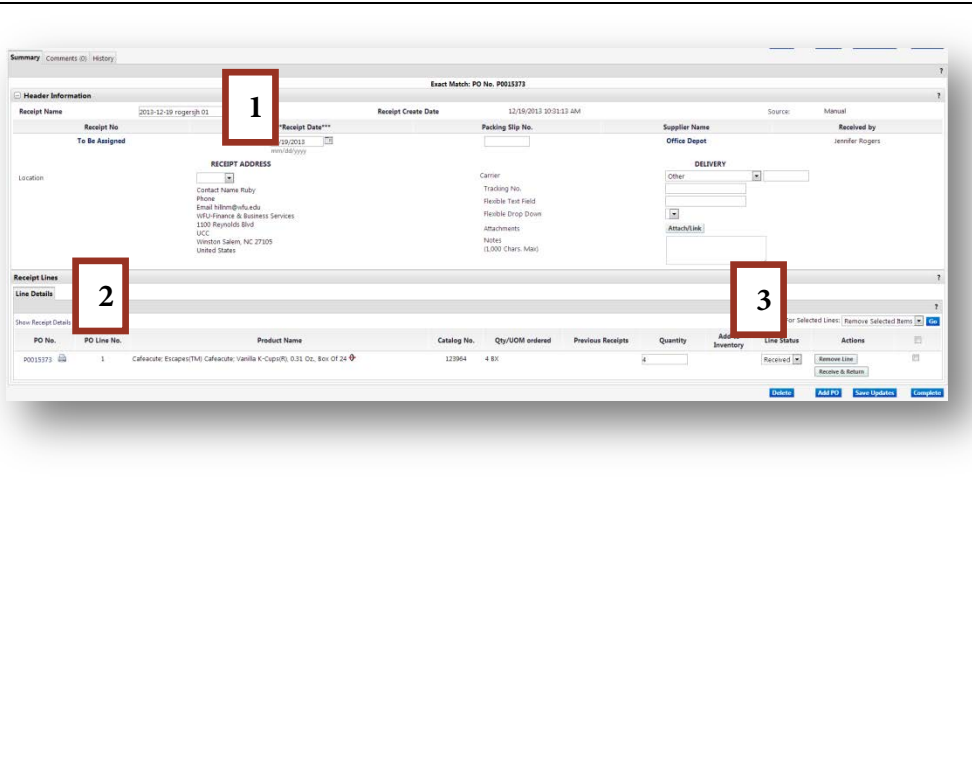 Summary Comments (0) History
?
Exact Match: PO No. P0015373
Header Information ?
Receipt Name 2013-12-19 rogersjh 01 Receipt Create Date 12/19/2013 10:31:13 AM Source: Manual
1
Receipt No *Receipt Date*** Packing Slip No. Supplier Name Received by
To Be Assigned /19/2013 Office Depot Jennifer Rogers
mm/dd/yyyy
RECEIPT ADDRESS DELIVERY
Location Carrier Other
Contact Name Ruby Tracking No.
Phone Flexible Text Field
Email hillnm@wfu.edu Flexible Drop Down
WFU-Finance & Business Services
1100 Reynolds Blvd Attachments Attach/Link
UCC
Winston Salem, NC 27105 Notes
United States (1,000 Chars. Max)
Receipt Lines ?
2
3
Line Details
?
Show Receipt Details For Selected Lines: Remove Selected Items Go
PO No. PO Line No. Product Name Catalog No. Qty/UOM ordered Previous Receipts Quantity Add to Inventory Line Status Actions
P0015373 1 Cafeacute; Escapes(TM) Cafeacute; Vanilla K-Cups(R), 0.31 Oz., Box Of 24 123964 4 BX 4 Received Remove Line
Receive & Return
Delete Add PO Save Updates Complete